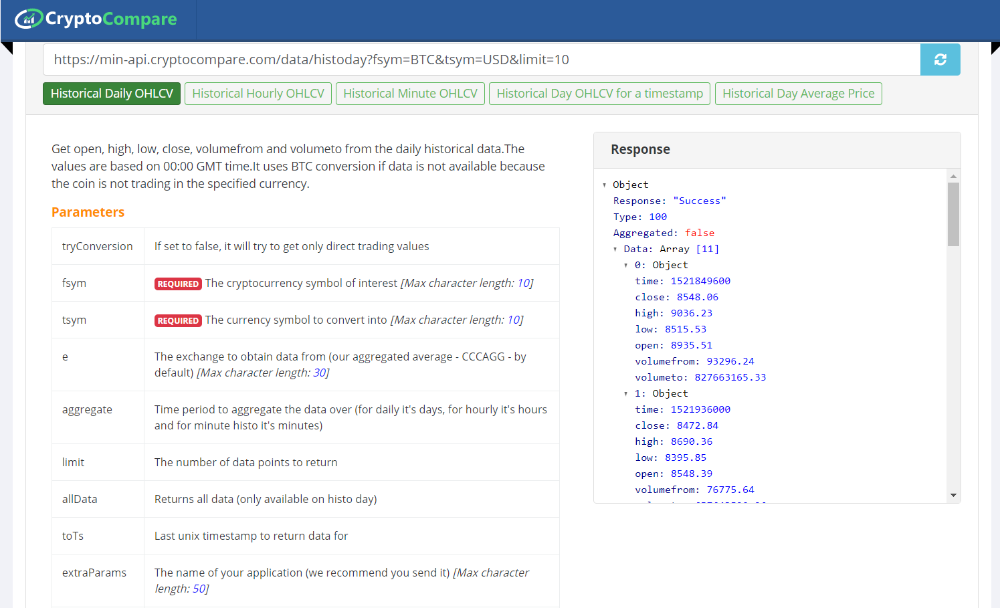 CryptoCompare
https://min-api.cryptocompare.com/data/histoday?fsym=BTC&tsym=USD&limit=10
Historical Daily OHLCV
Historical Hourly OHLCV
Historical Minute OHLCV
Historical Day OHLCV for a timestamp
Historical Day Average Price
Get open, high, low, close, volumefrom and volumeto from the daily historical data.The
values are based on 00:00 GMT time.It uses BTC conversion if data is not available because
the coin is not trading in the specified currency.
Parameters
tryConversion
If set to false, it will try to get only direct trading values
fsym
REQUIRED The cryptocurrency symbol of interest [Max character length: 10]
tsym
REQUIRED The currency symbol to convert into [Max character length: 10]
e
The exchange to obtain data from (our aggregated average - CCCAGG - by
default) [Max character length: 30]
aggregate
Time period to aggregate the data over (for daily it's days, for hourly it's hours
and for minute histo it's minutes)
limit
The number of data points to return
allData
Returns all data (only available on histo day)
toTs
Last unix timestamp to return data for
extraParams
The name of your application (we recommend you send it) [Max character
length: 50]
Response
Object
Response: "Success"
Type: 100
Aggregated: false
Data: Array [11]
0: Object
time: 1521849600
close: 8548.06
high: 9036.23
low: 8515.53
open: 8935.51
volumefrom: 93296.24
volumeto: 827663165.33
1: Object
time: 1521936000
close: 8472.84
high: 8690.36
low: 8395.85
open: 8548.39
volumefrom: 76775.64